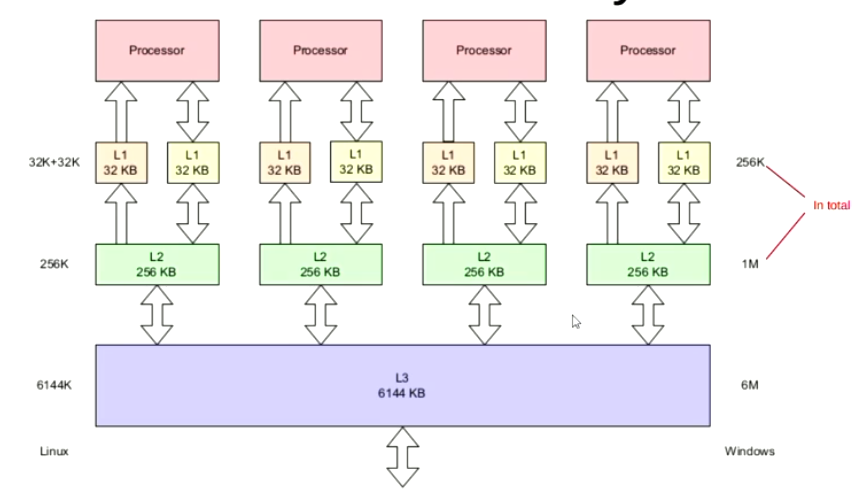 Processor
Processor
Processor
Processor
32K+32K
L1
32 KB
L1
32 KB
L1
32 KB
L1
32 KB
L1
32 KB
L1
32 KB
L1
32 KB
L1
32 KB
256K
In total
256K
L2
256 KB
L2
256 KB
L2
256 KB
L2
256 KB
1M
6144K
L3
6144 KB
6M
Linux
Windows